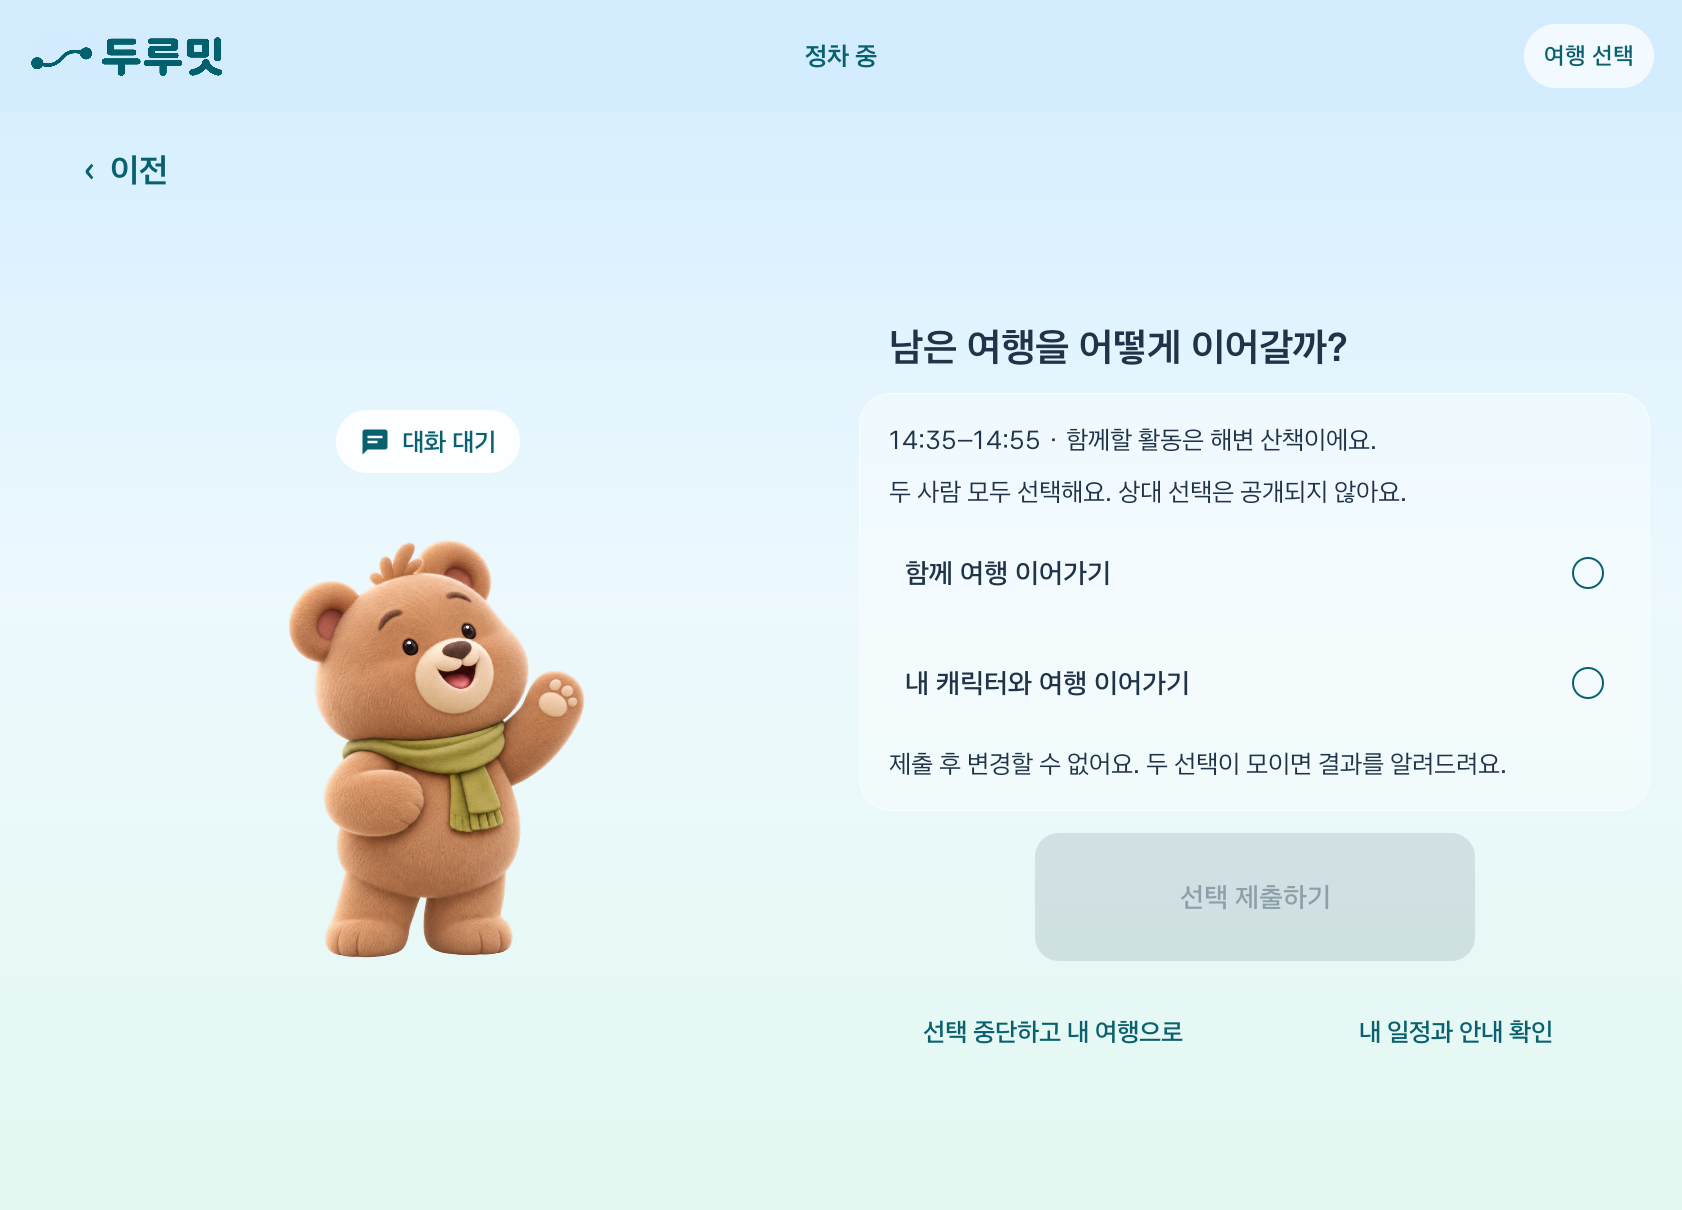 두루밋
정차 중
여행 선택
이전
남은 여행을 어떻게 이어갈까?
대화 대기
14:35–14:55 · 함께할 활동은 해변 산책이에요.
두 사람 모두 선택해요. 상대 선택은 공개되지 않아요.
함께 여행 이어가기
내 캐릭터와 여행 이어가기
제출 후 변경할 수 없어요. 두 선택이 모이면 결과를 알려드려요.
선택 제출하기
선택 중단하고 내 여행으로
내 일정과 안내 확인